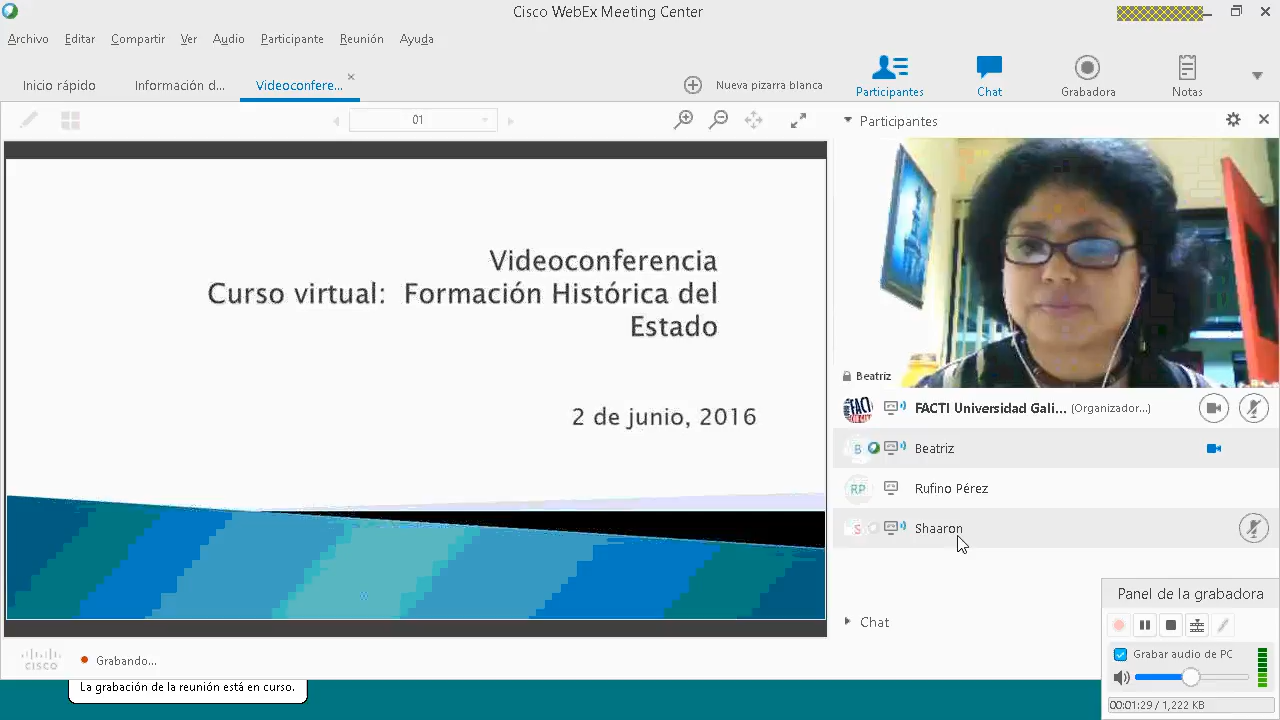 Cisco WebEx Meeting Center
Archivo Editar Compartir Ver Audio Participante Reunión Ayuda
Inicio rápido Información d... Videoconfere... Nueva pizarra blanca Participantes Chat Grabadora Notas
01
Participantes
Videoconferencia
Curso virtual: Formación Histórica del
Estado
2 de junio, 2016
Beatriz
FACTI Universidad Gali... (Organizador...)
B Beatriz
RP Rufino Pérez
S Shaaron
Chat
Panel de la grabadora
Grabar audio de PC
00:01:29 / 1,222 KB
CISCO Grabando...
La grabación de la reunión está en curso.